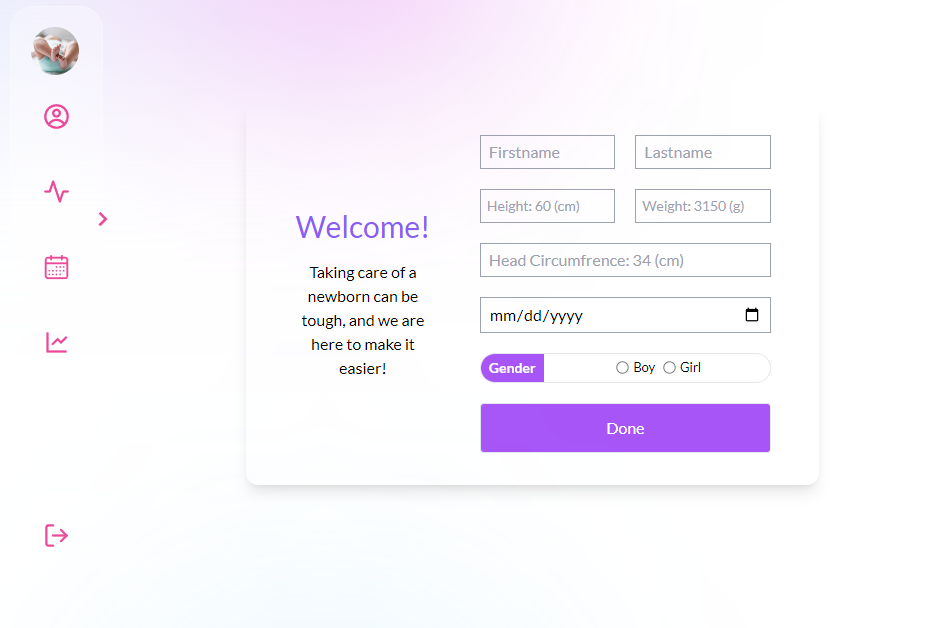 Welcome!
Taking care of a
newborn can be
tough, and we are
here to make it
easier!
Firstname
Lastname
Height: 60 (cm)
Weight: 3150 (g)
Head Circumfrence: 34 (cm)
mm/dd/yyyy
Gender
Boy
Girl
Done